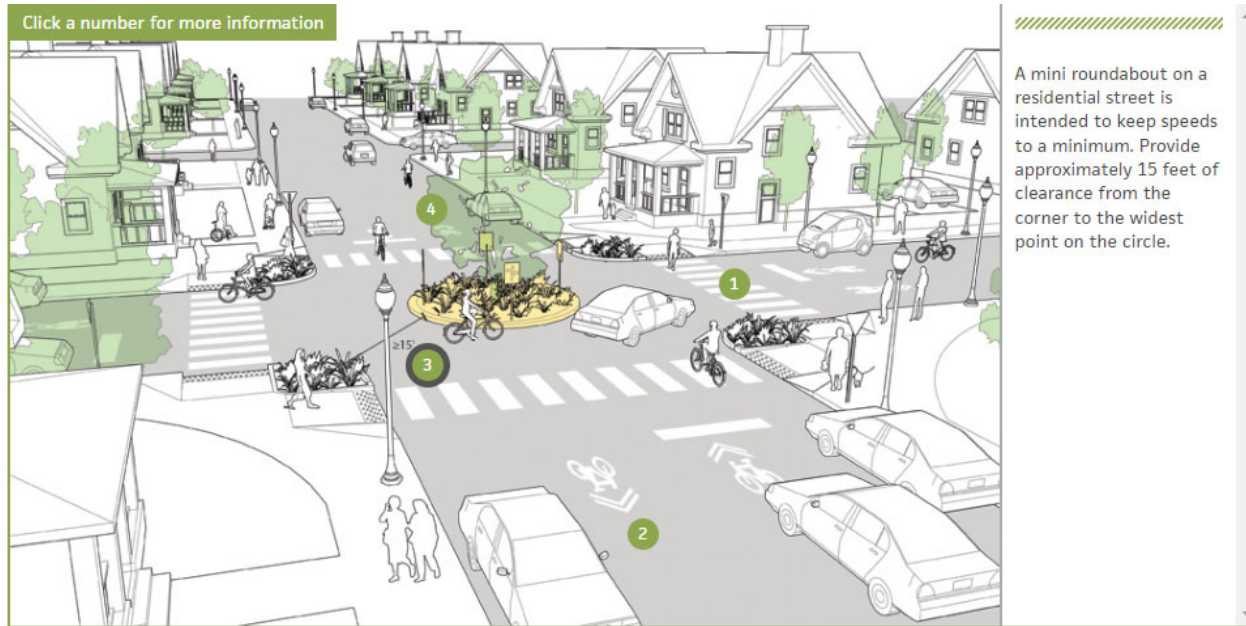 Click a number for more information
4
1
≥15'
3
2
A mini roundabout on a
residential street is
intended to keep speeds
to a minimum. Provide
approximately 15 feet of
clearance from the
corner to the widest
point on the circle.